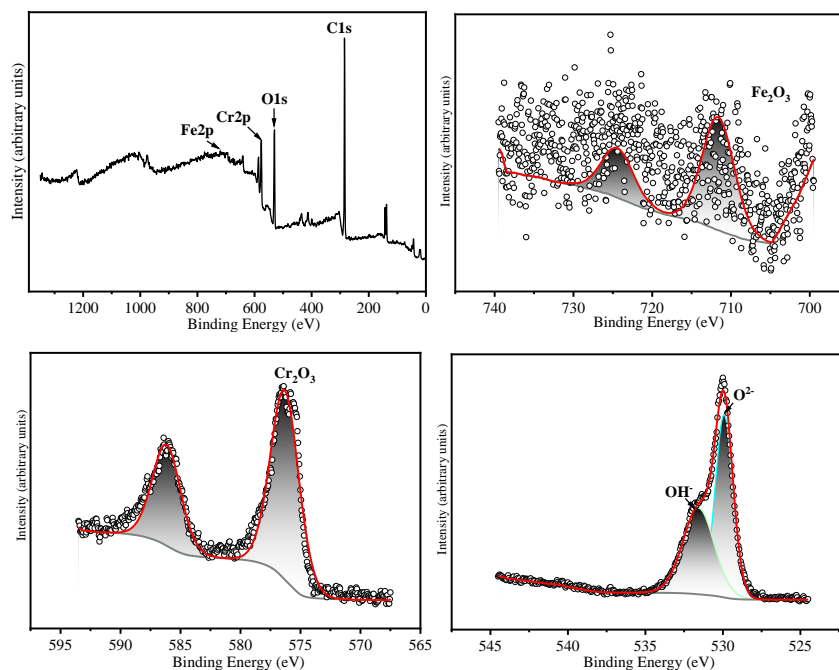 C1s
O1s
Cr2p
Fe2p
Intensity (arbitrary units)
1200 1000 800 600 400 200 0
Binding Energy (eV)
Fe₂O₃
Intensity (arbitrary units)
740 730 720 710 700
Binding Energy (eV)
Cr₂O₃
Intensity (arbitrary units)
595 590 585 580 575 570 565
Binding Energy (eV)
O²⁻
OH⁻
Intensity (arbitrary units)
545 540 535 530 525
Binding Energy (eV)